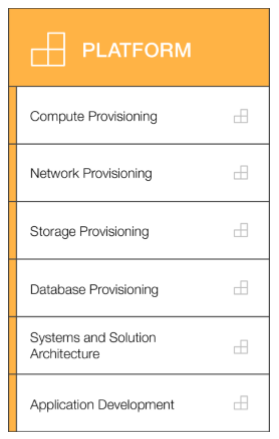 PLATFORM
Compute Provisioning
Network Provisioning
Storage Provisioning
Database Provisioning
Systems and Solution
Architecture
Application Development